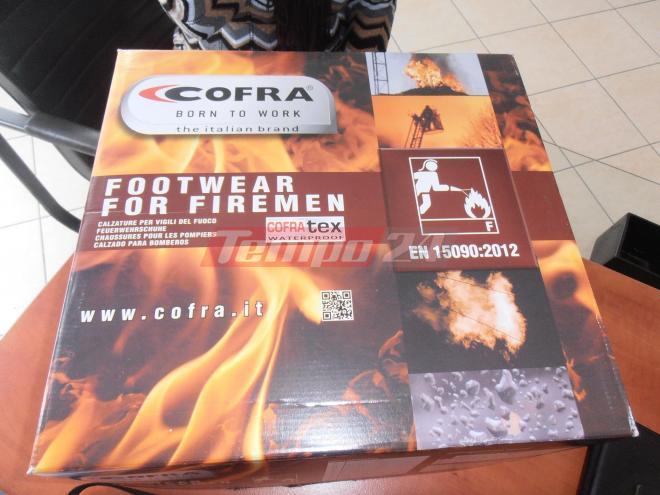 COFRA®
BORN TO WORK
the italian brand
FOOTWEAR
FOR FIREMEN
CALZATURE PER VIGILI DEL FUOCO
FEUERWEHRSCHUHE
CHAUSSURES POUR LES POMPIERS
CALZADO PARA BOMBEROS
COFRA tex
WATERPROOF
Tempo 24
F
EN 15090:2012
www.cofra.it
COFRA